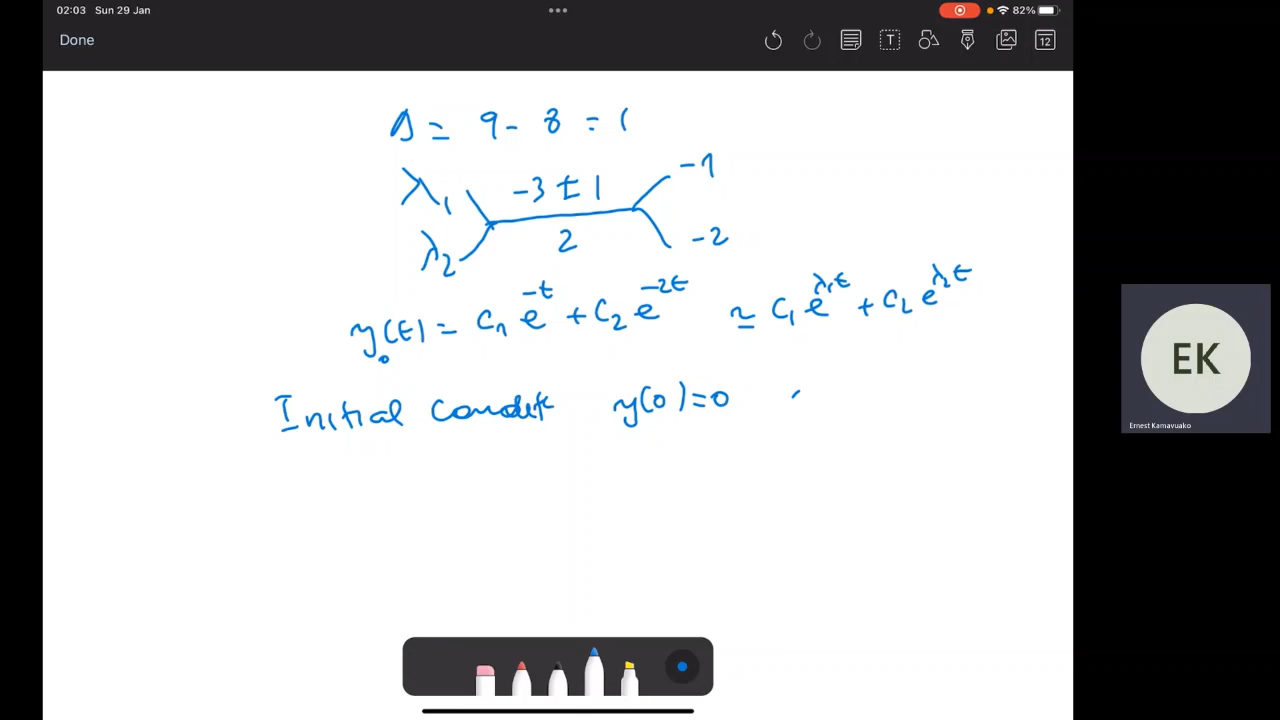 02:03 Sun 29 Jan
82%
Done
T
12
Δ = 9 - 8 = 1
λ₁
-3 ± 1
-1
λ₂
2
-2
y₀(t) = C₁ e^{-t} + C₂ e^{-2t} ≃ C₁ e^{λ₁t} + C₂ e^{λ₂t}
Initial y(0) = 0
EK
Ernest Kamavuako